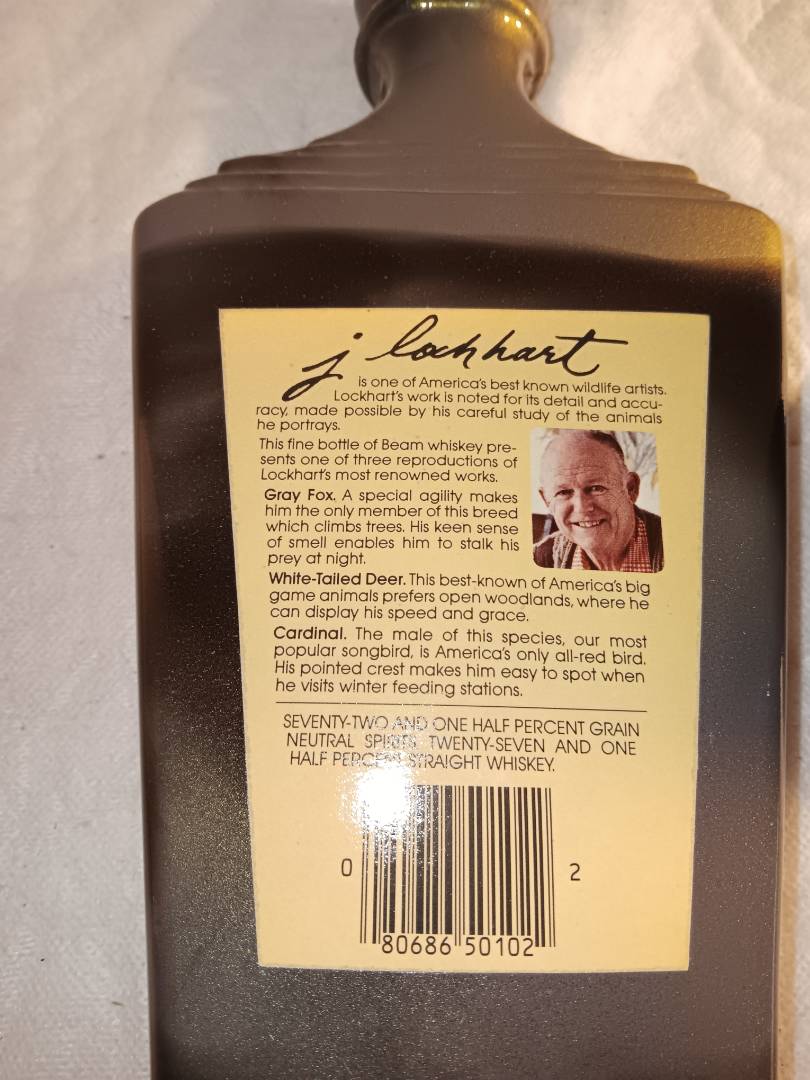 j lockhart
is one of America's best known wildlife artists.
Lockhart's work is noted for its detail and accu-
racy, made possible by his careful study of the animals
he portrays.
This fine bottle of Beam whiskey pre-
sents one of three reproductions of
Lockhart's most renowned works.
Gray Fox. A special agility makes
him the only member of this breed
which climbs trees. His keen sense
of smell enables him to stalk his
prey at night.
White-Tailed Deer. This best-known of America's big
game animals prefers open woodlands, where he
can display his speed and grace.
Cardinal. The male of this species, our most
popular songbird, is America's only all-red bird.
His pointed crest makes him easy to spot when
he visits winter feeding stations.
SEVENTY-TWO AND ONE HALF PERCENT GRAIN
NEUTRAL SPIRITS TWENTY-SEVEN AND ONE
HALF PERCENT STRAIGHT WHISKEY.
0 2
80686 50102